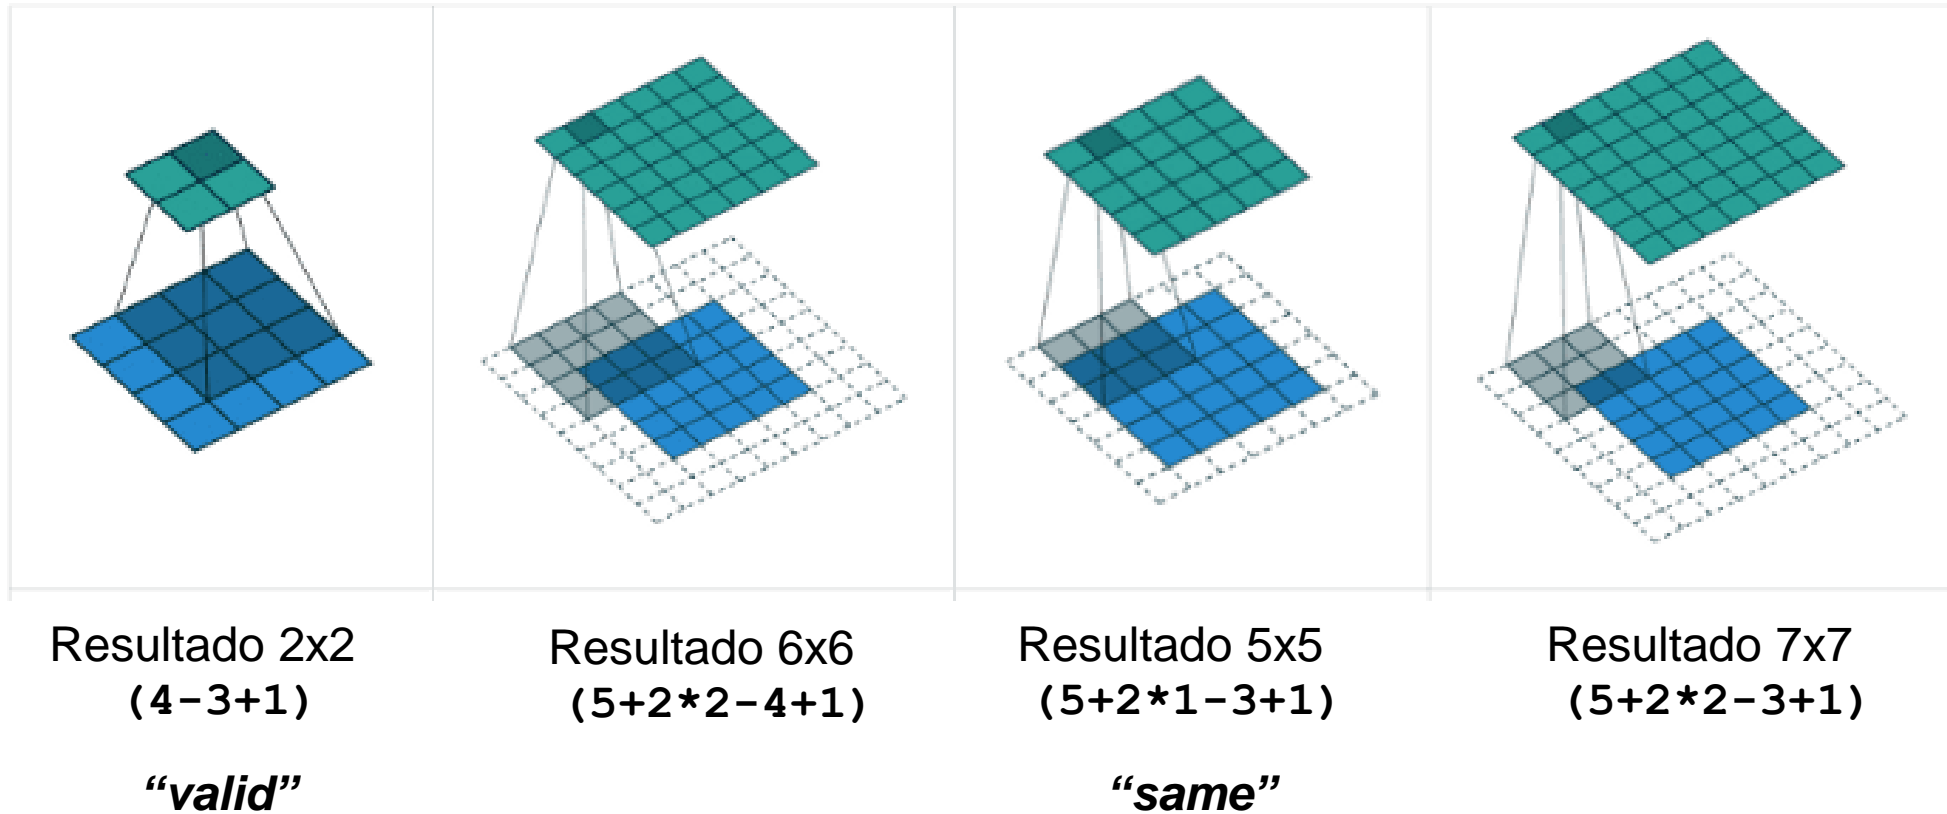 Resultado 2x2
(4-3+1)
“valid”
Resultado 6x6
(5+2*2-4+1)
Resultado 5x5
(5+2*1-3+1)
“same”
Resultado 7x7
(5+2*2-3+1)